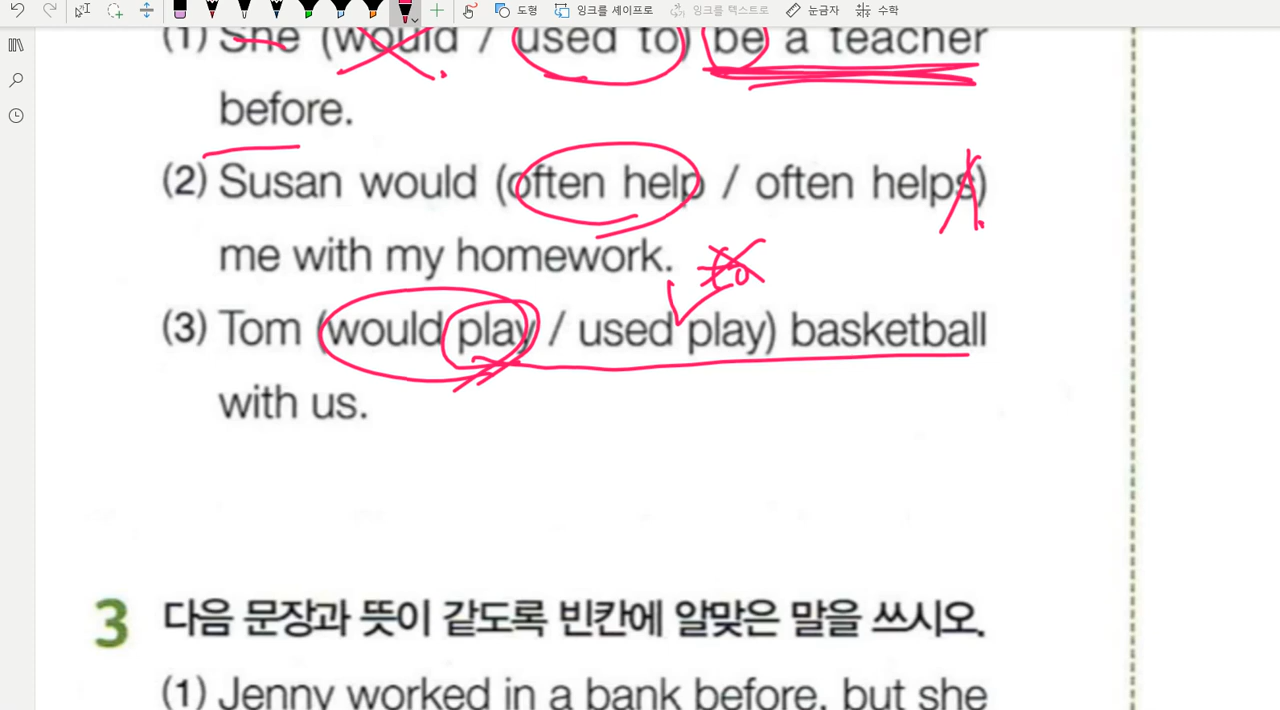 도형 잉크를 셰이프로 잉크를 텍스트로 눈금자 수학
(1) She (would / used to) be a teacher
before.
(2) Susan would (often help / often helps)
me with my homework.
to
(3) Tom (would play / used play) basketball
with us.
3 다음 문장과 뜻이 같도록 빈칸에 알맞은 말을 쓰시오.
(1) Jenny worked in a bank before, but she